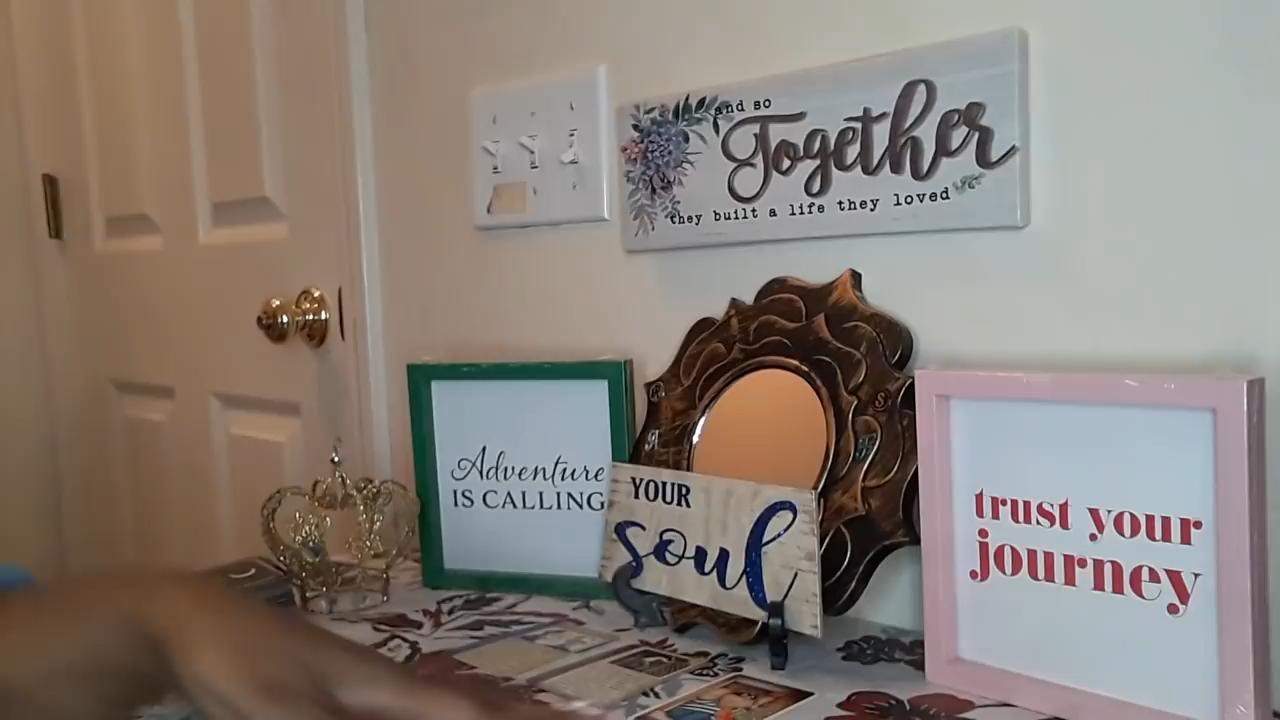 and so
Together
they built a life they loved
Adventure
IS CALLING
YOUR
soul
trust your
journey